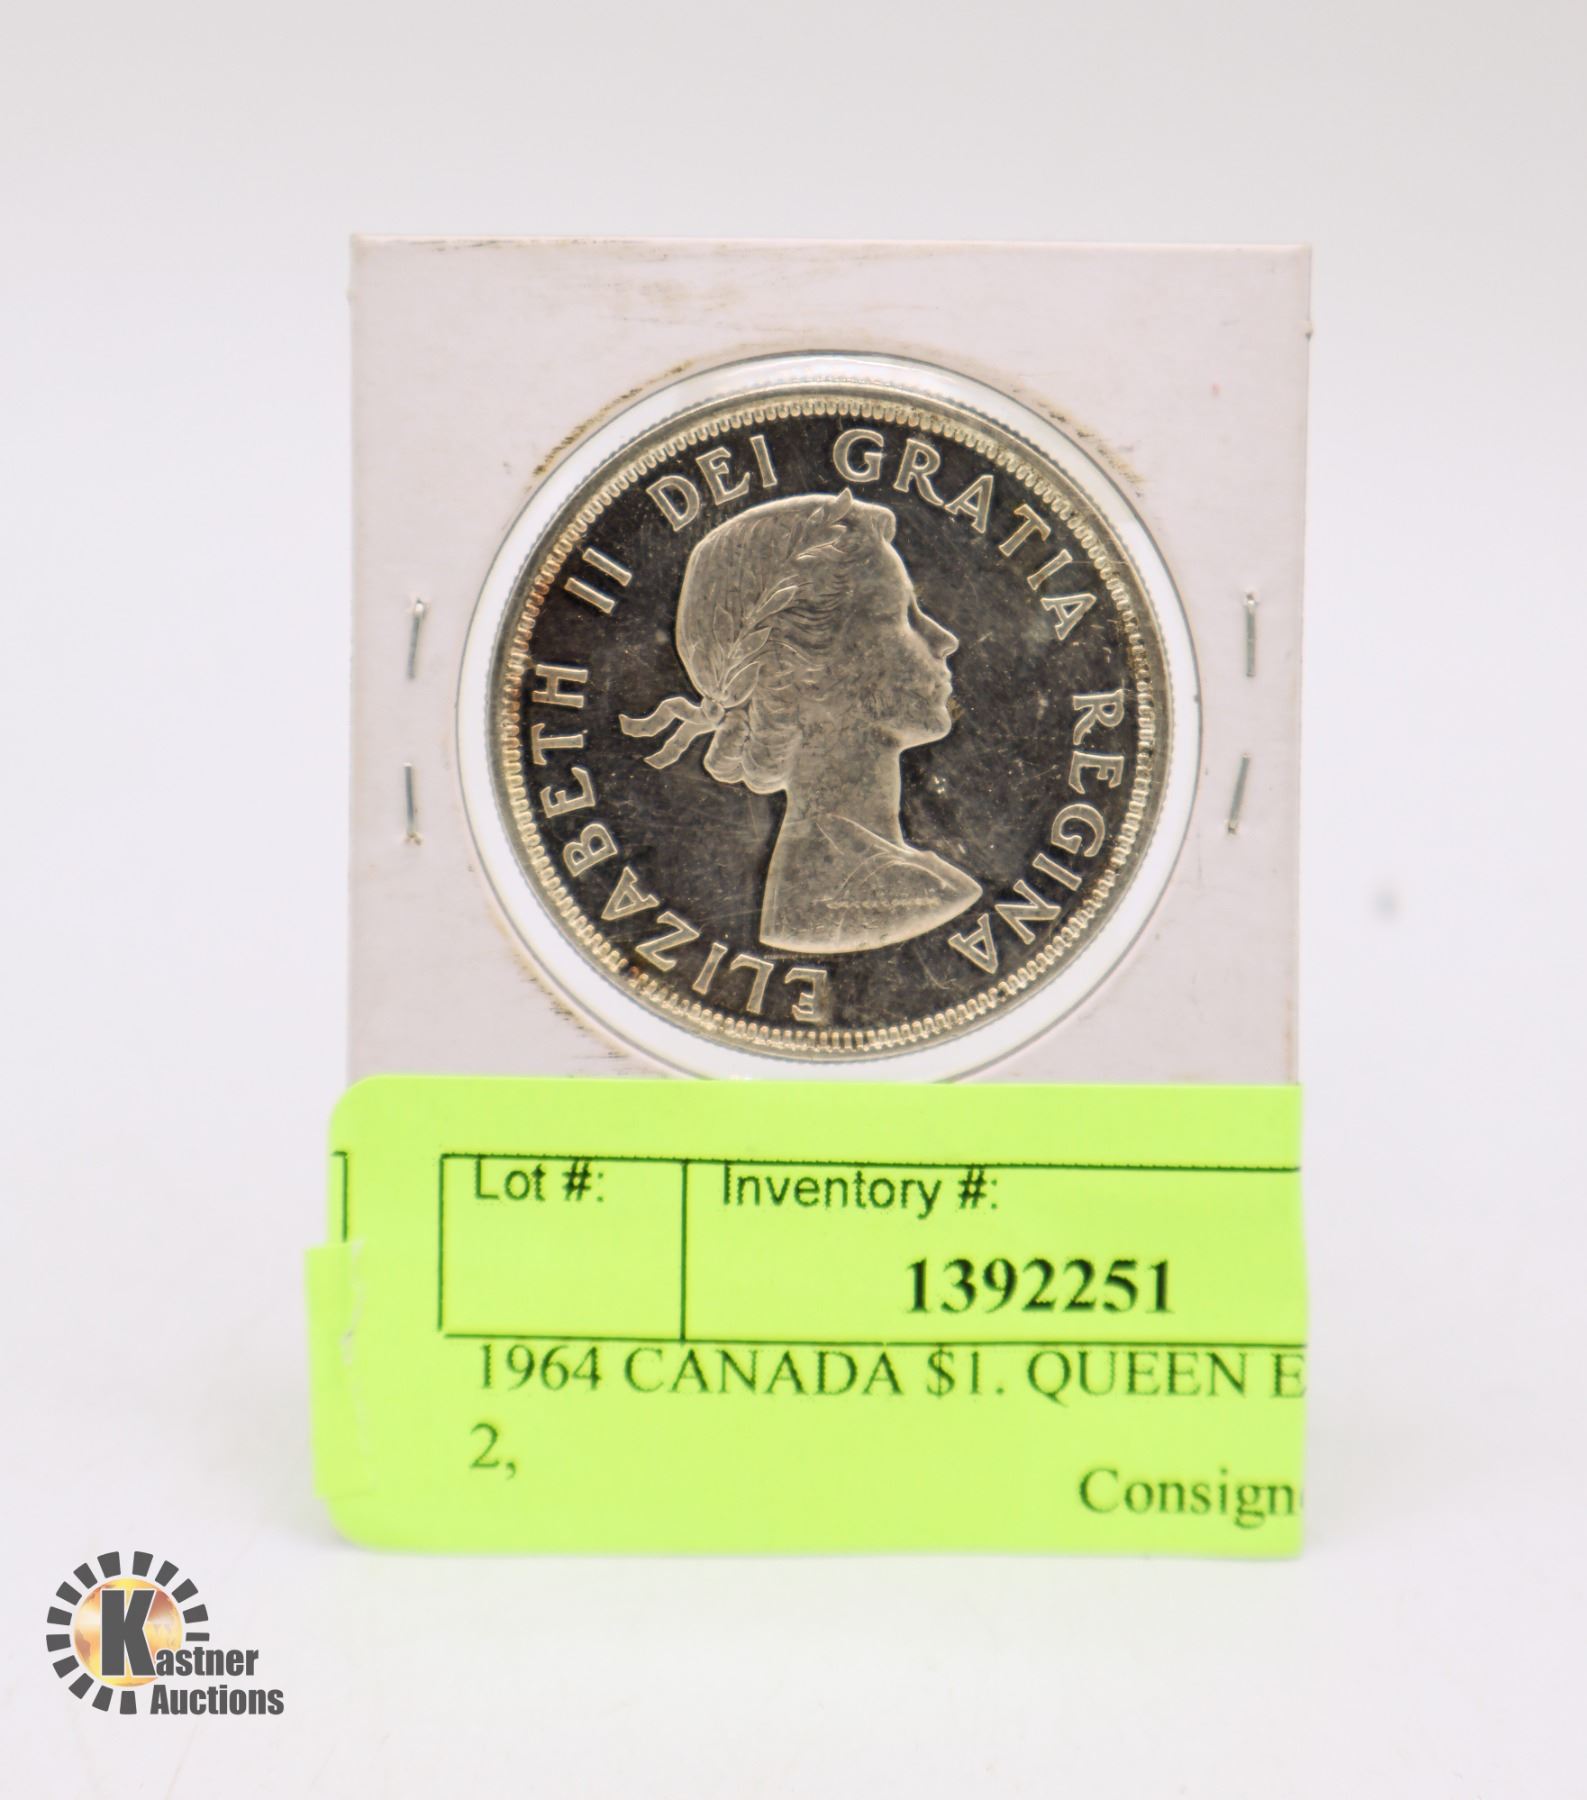 ELIZABETH II DEI GRATIA REGINA
Lot #: Inventory #:
1392251
1964 CANADA $1. QUEEN E
2,
Consign
Kastner
Auctions